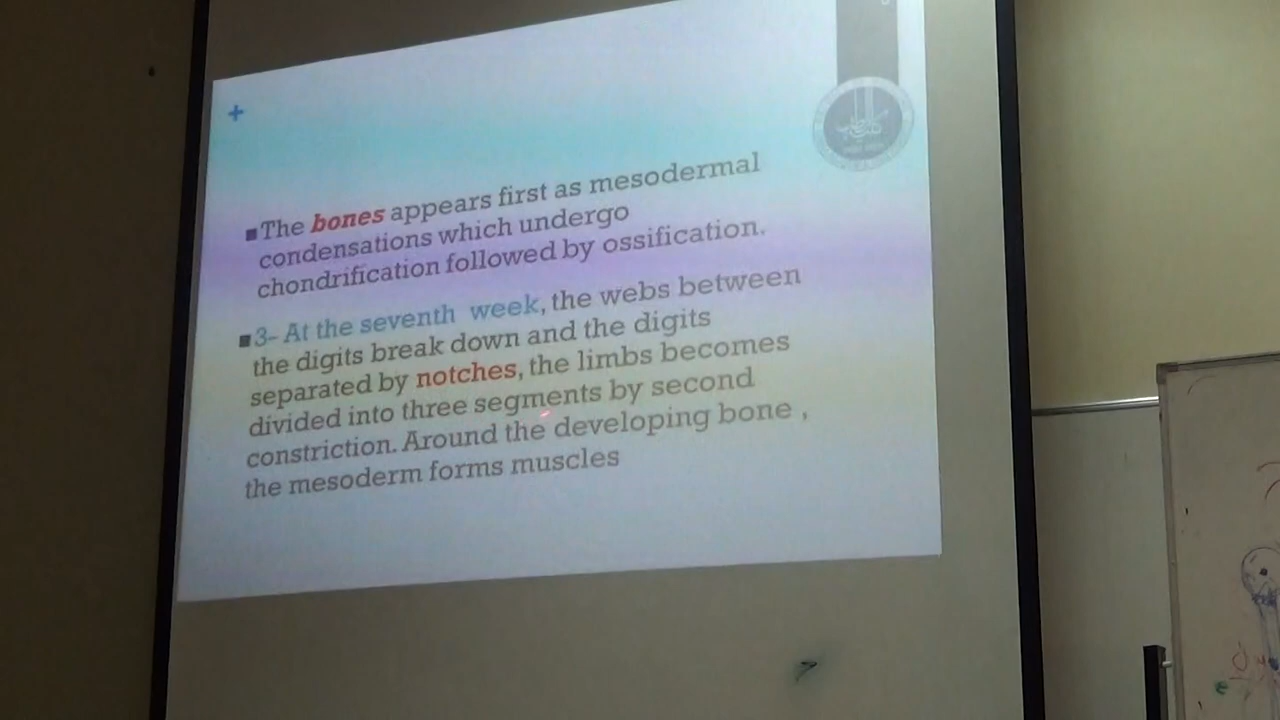 +
▪The bones appears first as mesodermal
condensations which undergo
chondrification followed by ossification.
▪3- At the seventh week, the webs between
the digits break down and the digits
separated by notches, the limbs becomes
divided into three segments by second
constriction. Around the developing bone ,
the mesoderm forms muscles